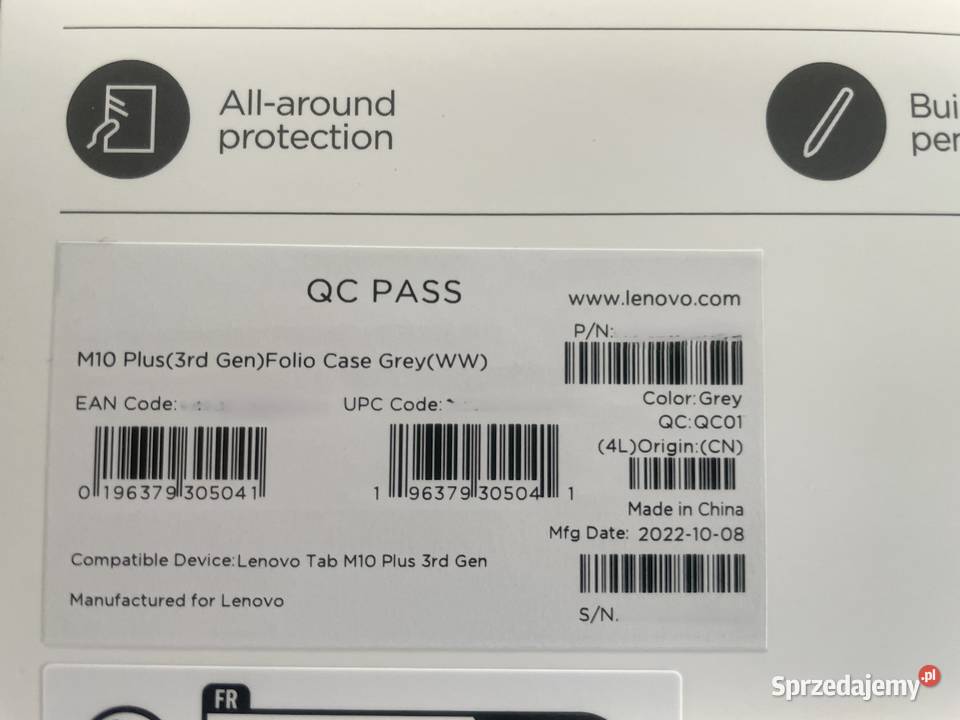 All-around
protection
Bui
per
QC PASS
www.lenovo.com
P/N:
M10 Plus(3rd Gen)Folio Case Grey(WW)
EAN Code:
UPC Code:
Color:Grey
QC:QC01
(4L)Origin:(CN)
0 196379 305041
1 96379 30504 1
Made in China
Mfg Date: 2022-10-08
Compatible Device:Lenovo Tab M10 Plus 3rd Gen
Manufactured for Lenovo
S/N.
FR
Sprzedajemy.pl